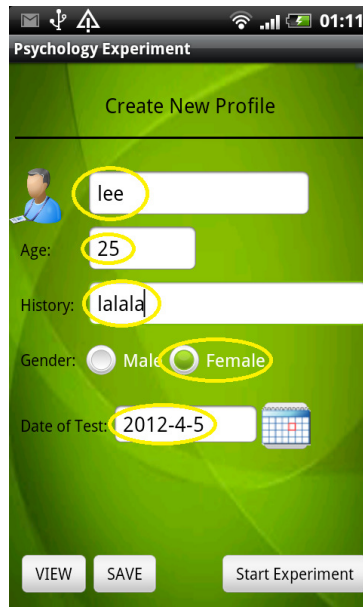 01:11
Psychology Experiment
Create New Profile
lee
Age: 25
History: lalala
Gender: Male Female
Date of Test: 2012-4-5
VIEW SAVE Start Experiment